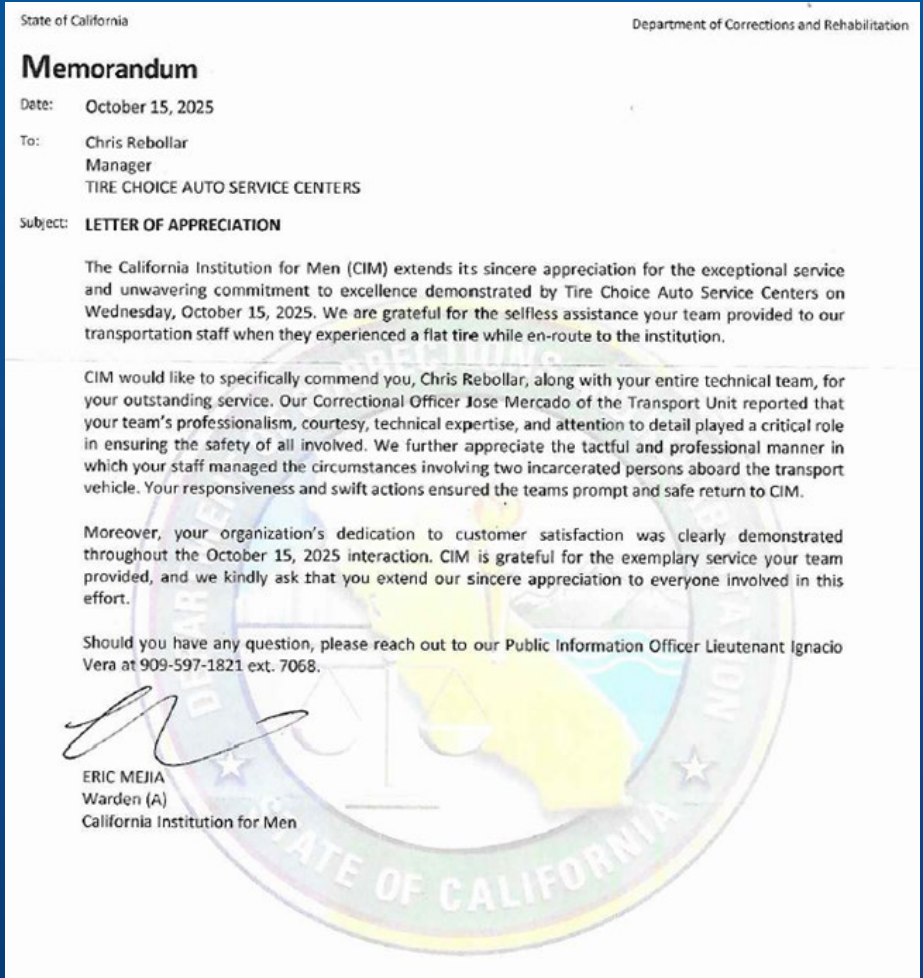 State of California
Department of Corrections and Rehabilitation
Memorandum
Date: October 15, 2025
To: Chris Rebollar
Manager
TIRE CHOICE AUTO SERVICE CENTERS
Subject: LETTER OF APPRECIATION
The California Institution for Men (CIM) extends its sincere appreciation for the exceptional service
and unwavering commitment to excellence demonstrated by Tire Choice Auto Service Centers on
Wednesday, October 15, 2025. We are grateful for the selfless assistance your team provided to our
transportation staff when they experienced a flat tire while en-route to the institution.
CIM would like to specifically commend you, Chris Rebollar, along with your entire technical team, for
your outstanding service. Our Correctional Officer Jose Mercado of the Transport Unit reported that
your team's professionalism, courtesy, technical expertise, and attention to detail played a critical role
in ensuring the safety of all involved. We further appreciate the tactful and professional manner in
which your staff managed the circumstances involving two incarcerated persons aboard the transport
vehicle. Your responsiveness and swift actions ensured the teams prompt and safe return to CIM.
Moreover, your organization's dedication to customer satisfaction was clearly demonstrated
throughout the October 15, 2025 interaction. CIM is grateful for the exemplary service your team
provided, and we kindly ask that you extend our sincere appreciation to everyone involved in this
effort.
Should you have any question, please reach out to our Public Information Officer Lieutenant Ignacio
Vera at 909-597-1821 ext. 7068.
ERIC MEJIA
Warden (A)
California Institution for Men
STATE OF CALIFORNIA